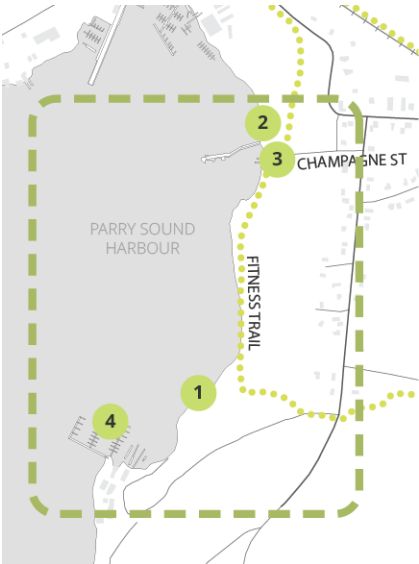 2
3
CHAMPAGNE ST
PARRY SOUND
HARBOUR
FITNESS TRAIL
1
4